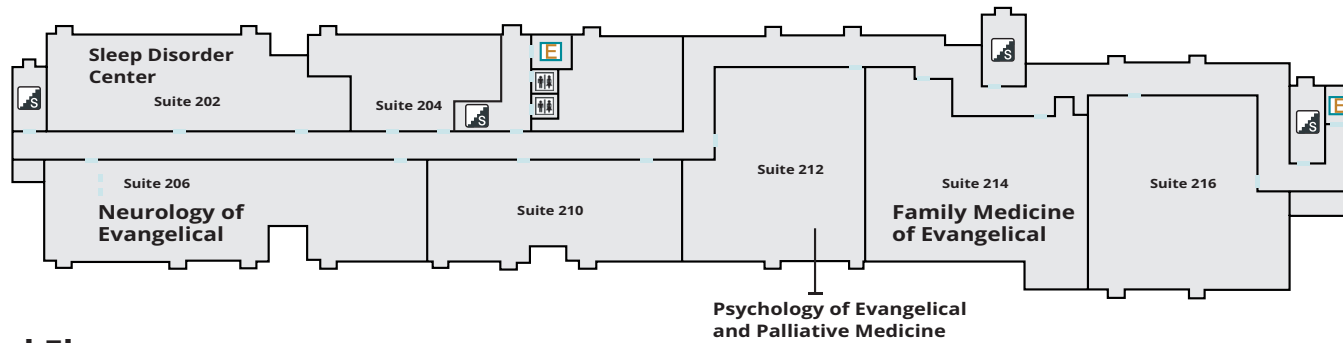 Sleep Disorder
Center
Suite 202
Suite 204
E
S
S
S
S
E
Suite 206
Neurology of
Evangelical
Suite 210
Suite 212
Suite 214
Family Medicine
of Evangelical
Suite 216
Psychology of Evangelical
and Palliative Medicine